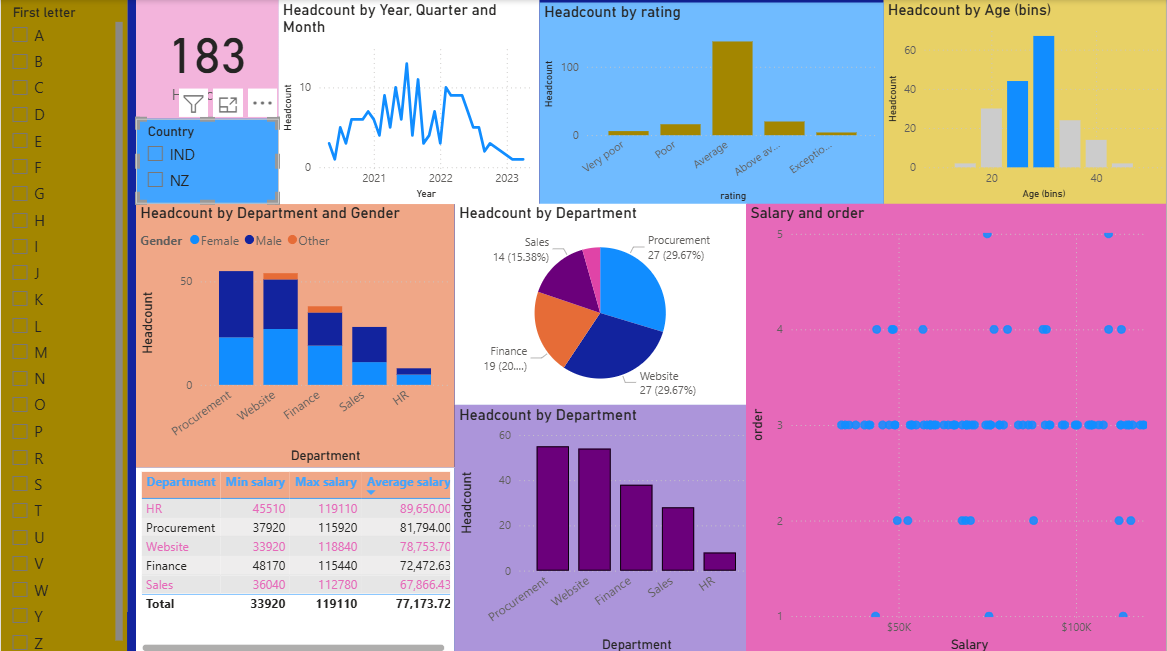 First letter
A
B
C
D
E
F
G
H
I
J
K
L
M
N
O
P
R
S
T
U
V
W
Y
Z
183
Country
IND
NZ
Headcount by Year, Quarter and
Month
Headcount
10
0
2021
2022
2023
Year
Headcount by rating
Headcount
100
0
Very poor
Poor
Average
Above av...
Exceptio...
rating
Headcount by Age (bins)
Headcount
60
40
20
0
20
40
Age (bins)
Headcount by Department and Gender
Gender Female Male Other
Headcount
50
0
Procurement
Website
Finance
Sales
HR
Department
Headcount by Department
Sales
14 (15.38%)
Procurement
27 (29.67%)
Finance
19 (20....)
Website
27 (29.67%)
Salary and order
order
5
4
3
2
1
$50K
$100K
Salary
Department Min salary Max salary Average salary
HR 45510 119110 89,650.00
Procurement 37920 115920 81,794.00
Website 33920 118840 78,753.70
Finance 48170 115440 72,472.63
Sales 36040 112780 67,866.43
Total 33920 119110 77,173.72
Headcount by Department
Headcount
60
40
20
0
Procurement
Website
Finance
Sales
HR
Department